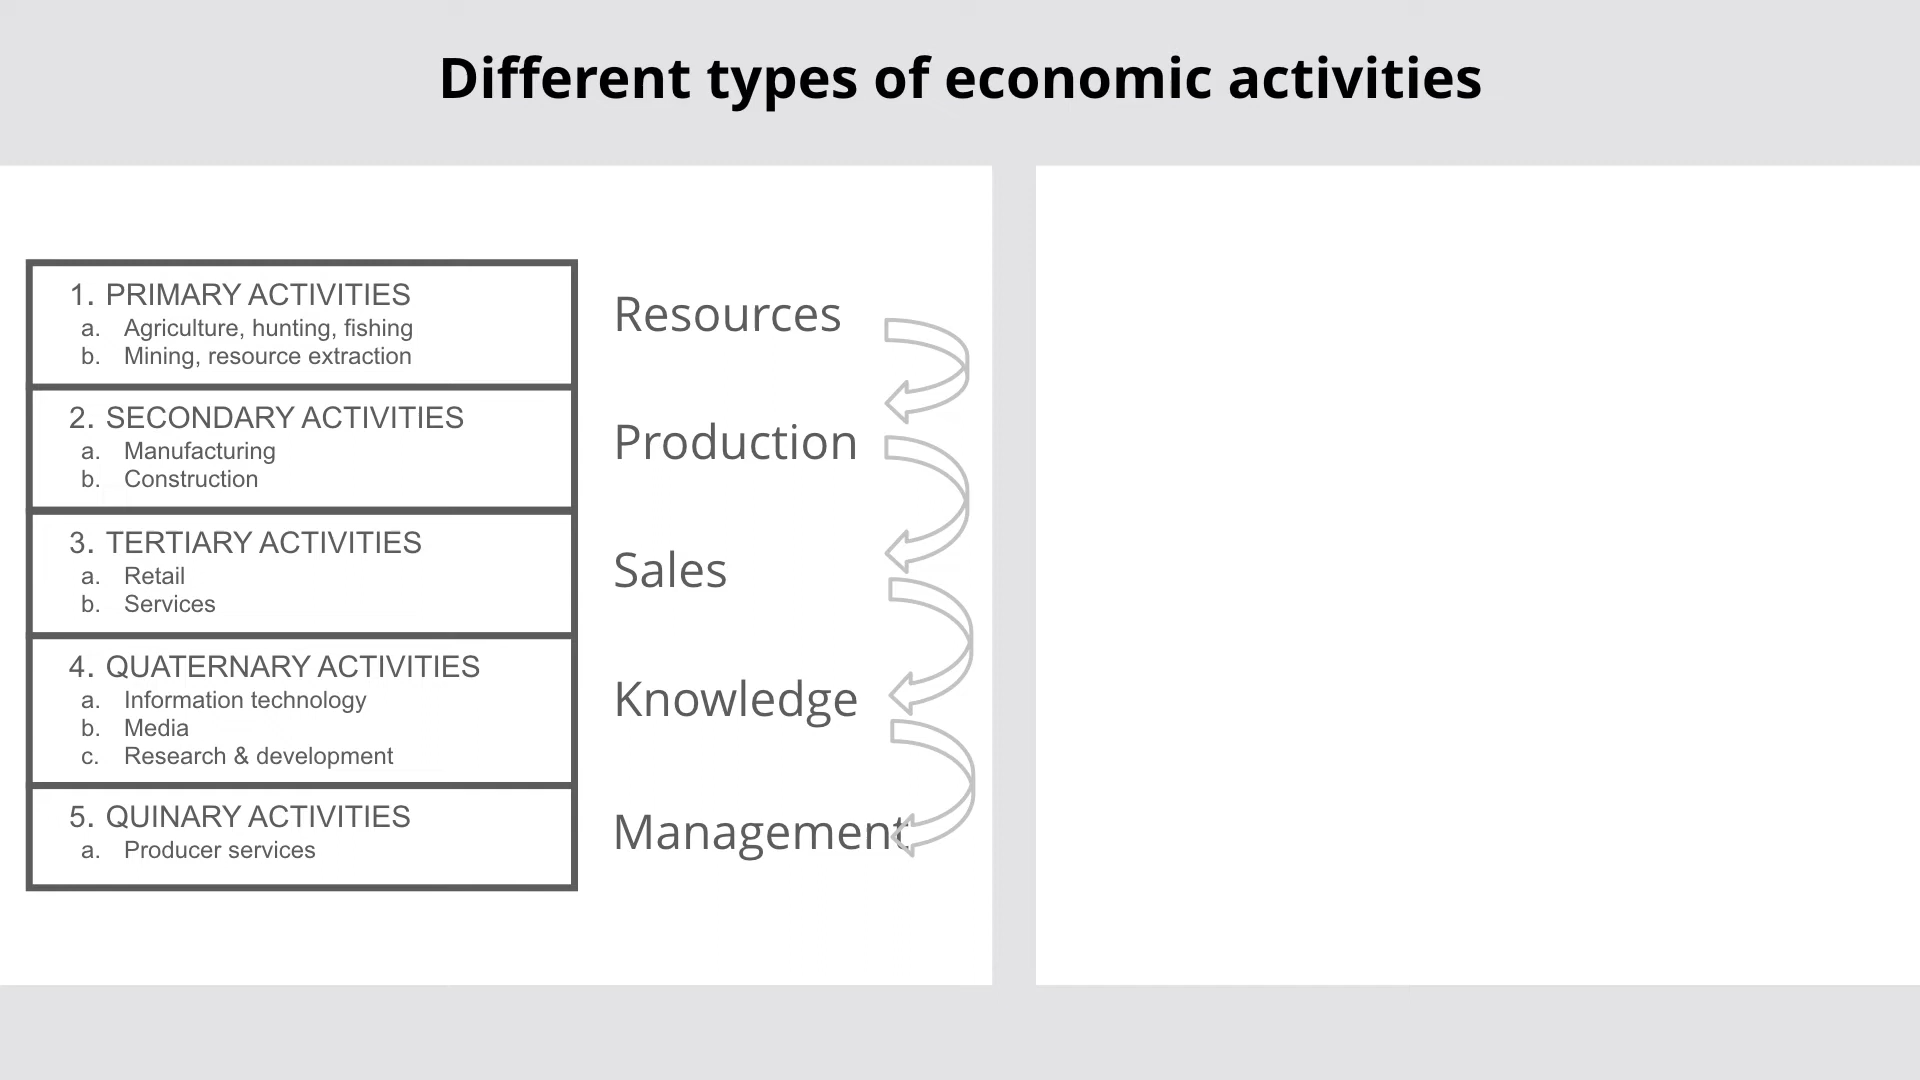 Different types of economic activities
1. PRIMARY ACTIVITIES
a. Agriculture, hunting, fishing
b. Mining, resource extraction
Resources
2. SECONDARY ACTIVITIES
a. Manufacturing
b. Construction
Production
3. TERTIARY ACTIVITIES
a. Retail
b. Services
Sales
4. QUATERNARY ACTIVITIES
a. Information technology
b. Media
c. Research & development
Knowledge
5. QUINARY ACTIVITIES
a. Producer services
Management